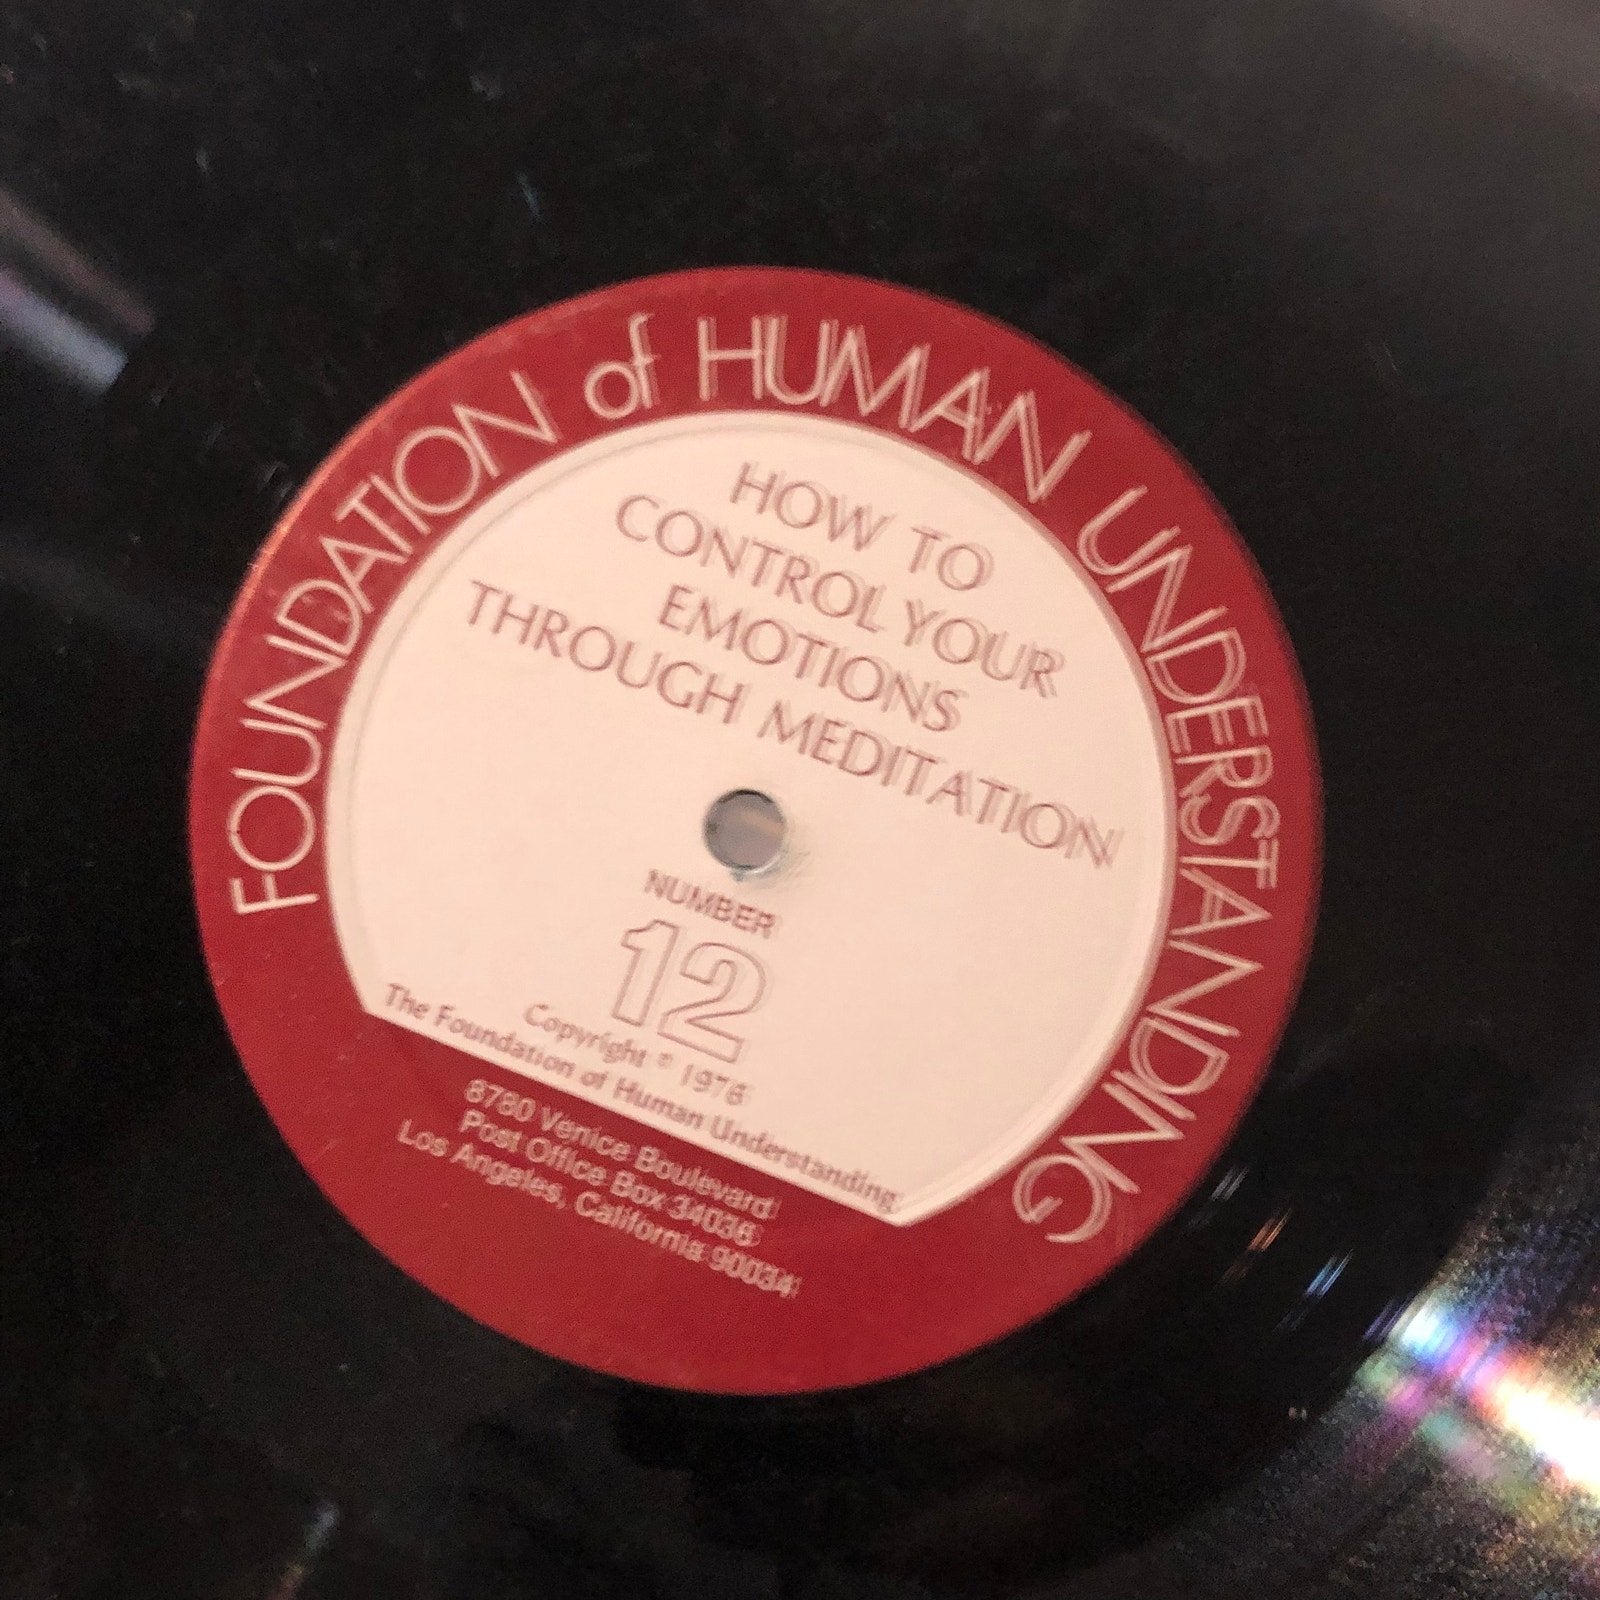 FOUNDATION of HUMAN UNDERSTANDING
HOW TO
CONTROL YOUR
EMOTIONS
THROUGH MEDITATION
NUMBER
12
Copyright © 1976
The Foundation of Human Understanding
8780 Venice Boulevard
Post Office Box 34036
Los Angeles, California 90034